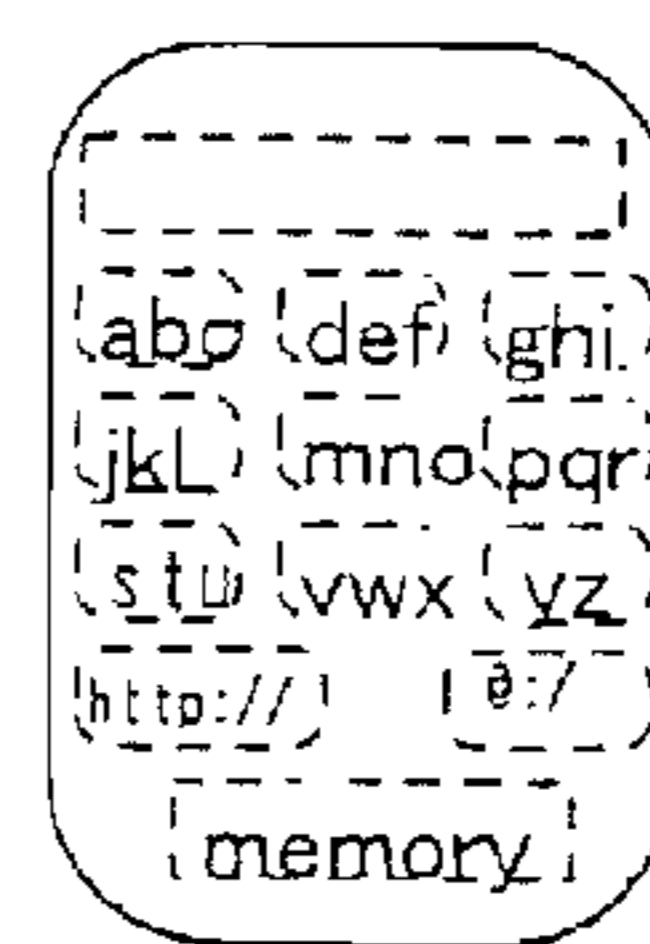 abc def ghi
jkL mno pqr
stu vwx yz
http:// @:/
memory